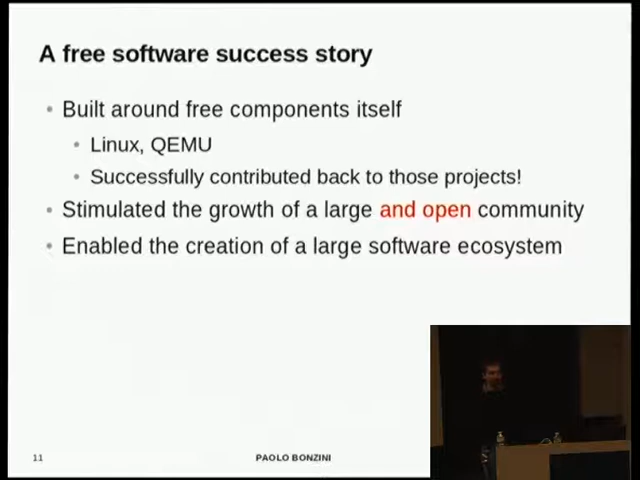 A free software success story
• Built around free components itself
• Linux, QEMU
• Successfully contributed back to those projects!
• Stimulated the growth of a large and open community
• Enabled the creation of a large software ecosystem
11
PAOLO BONZINI